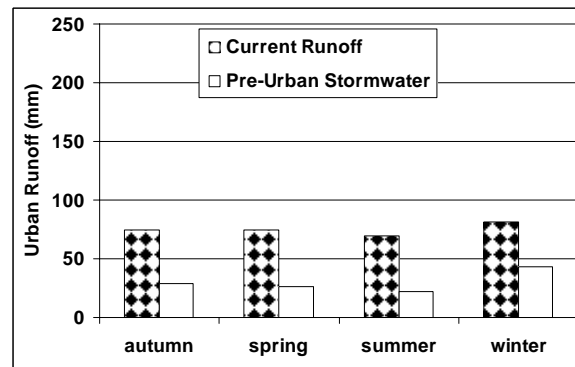 250
200
150
100
50
0
Urban Runoff (mm)
Current Runoff
Pre-Urban Stormwater
autumn spring summer winter